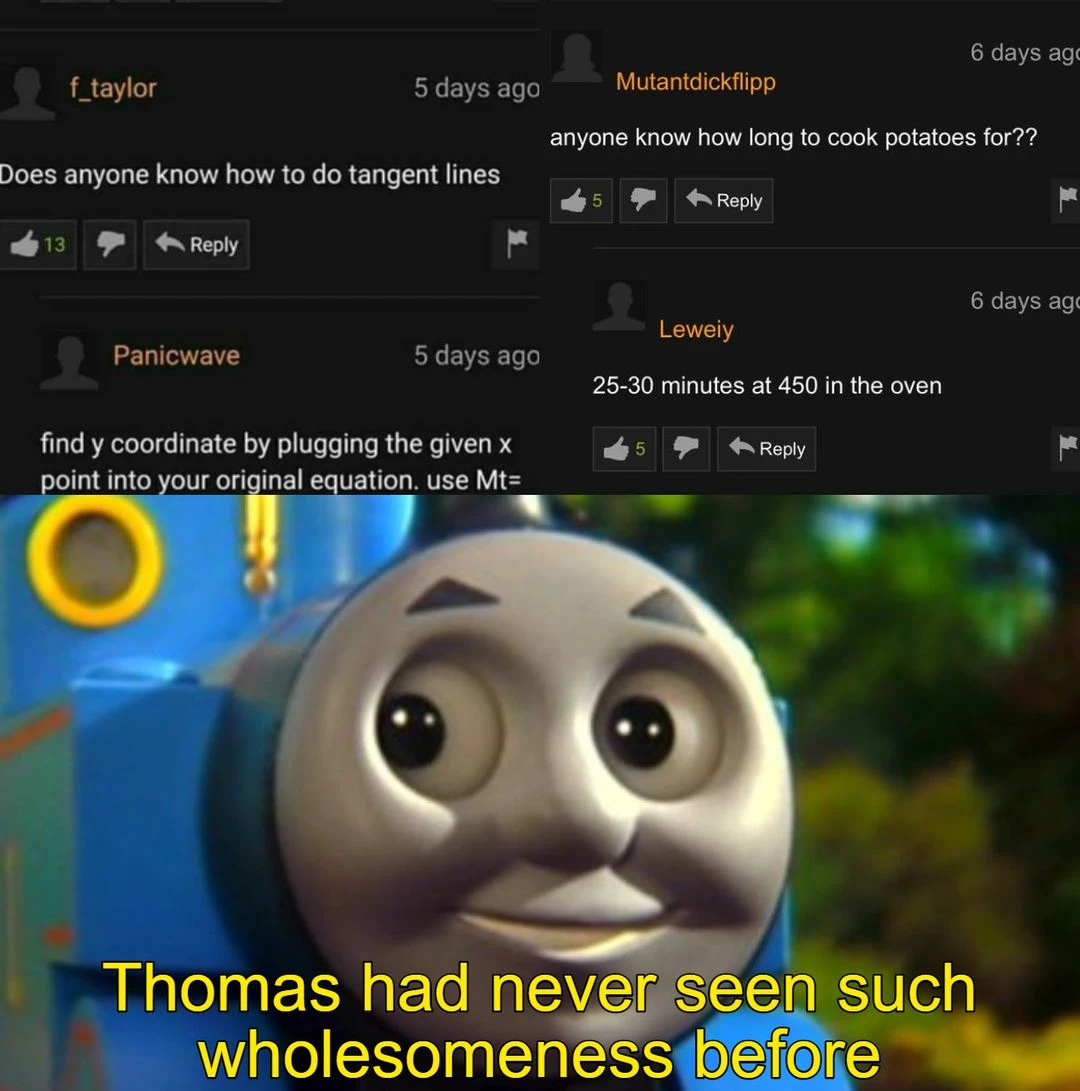 f_taylor
5 days ago
Does anyone know how to do tangent lines
13
Reply
Panicwave
5 days ago
find y coordinate by plugging the given x
point into your original equation. use Mt=
Mutantdickflipp
6 days ago
anyone know how long to cook potatoes for??
5
Reply
Leweiy
6 days ago
25-30 minutes at 450 in the oven
5
Reply
Thomas had never seen such
wholesomeness before